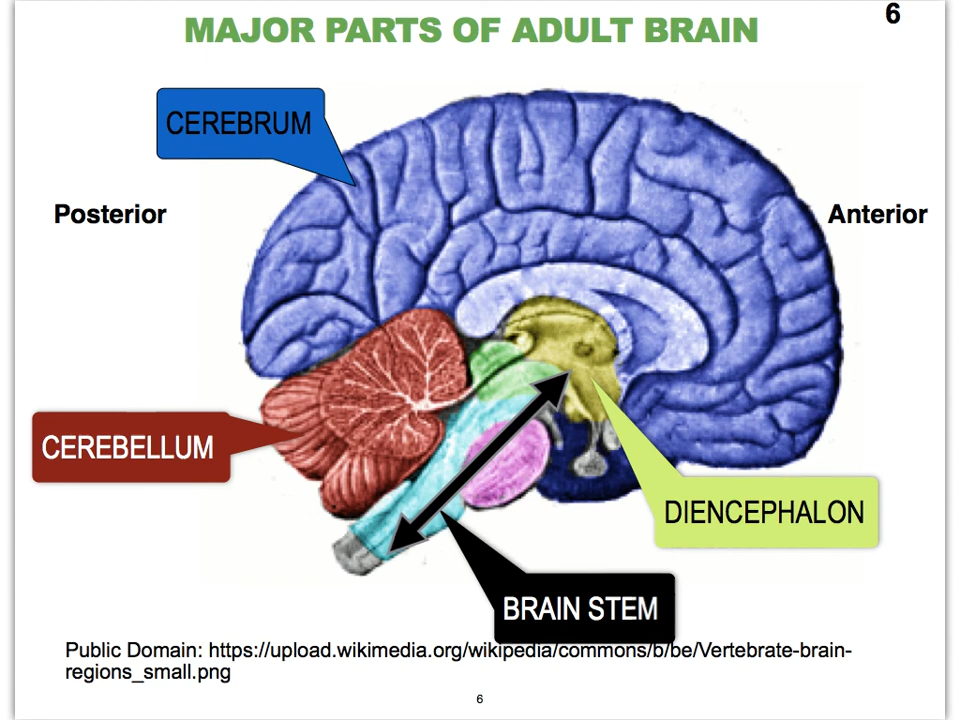 MAJOR PARTS OF ADULT BRAIN
6
CEREBRUM
Posterior
Anterior
CEREBELLUM
DIENCEPHALON
BRAIN STEM
Public Domain: https://upload.wikimedia.org/wikipedia/commons/b/be/Vertebrate-brain-
regions_small.png
6